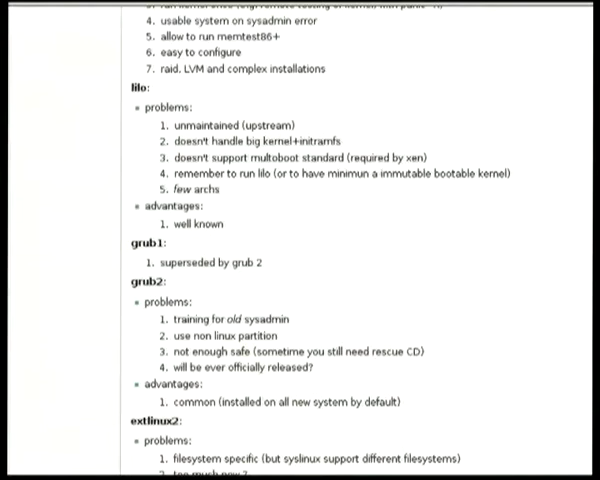 4. usable system on sysadmin error
5. allow to run memtest86+
6. easy to configure
7. raid, LVM and complex installations
lilo:
problems:
1. unmaintained (upstream)
2. doesn't handle big kernel+initramfs
3. doesn't support multoboot standard (required by xen)
4. remember to run lilo (or to have minimun a immutable bootable kernel)
5. few archs
advantages:
1. well known
grub1:
1. superseded by grub 2
grub2:
problems:
1. training for old sysadmin
2. use non linux partition
3. not enough safe (sometime you still need rescue CD)
4. will be ever officially released?
advantages:
1. common (installed on all new system by default)
extlinux2:
problems:
1. filesystem specific (but syslinux support different filesystems)